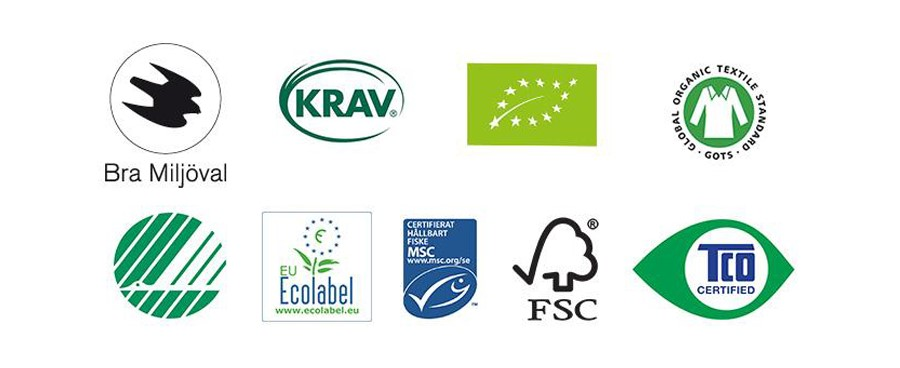 Bra Miljöval
KRAV®
GLOBAL ORGANIC TEXTILE STANDARD
· GOTS ·
EU
Ecolabel
www.ecolabel.eu
CERTIFIERAT
HÅLLBART
FISKE
MSC
www.msc.org/se
™
®
FSC
TCO
CERTIFIED